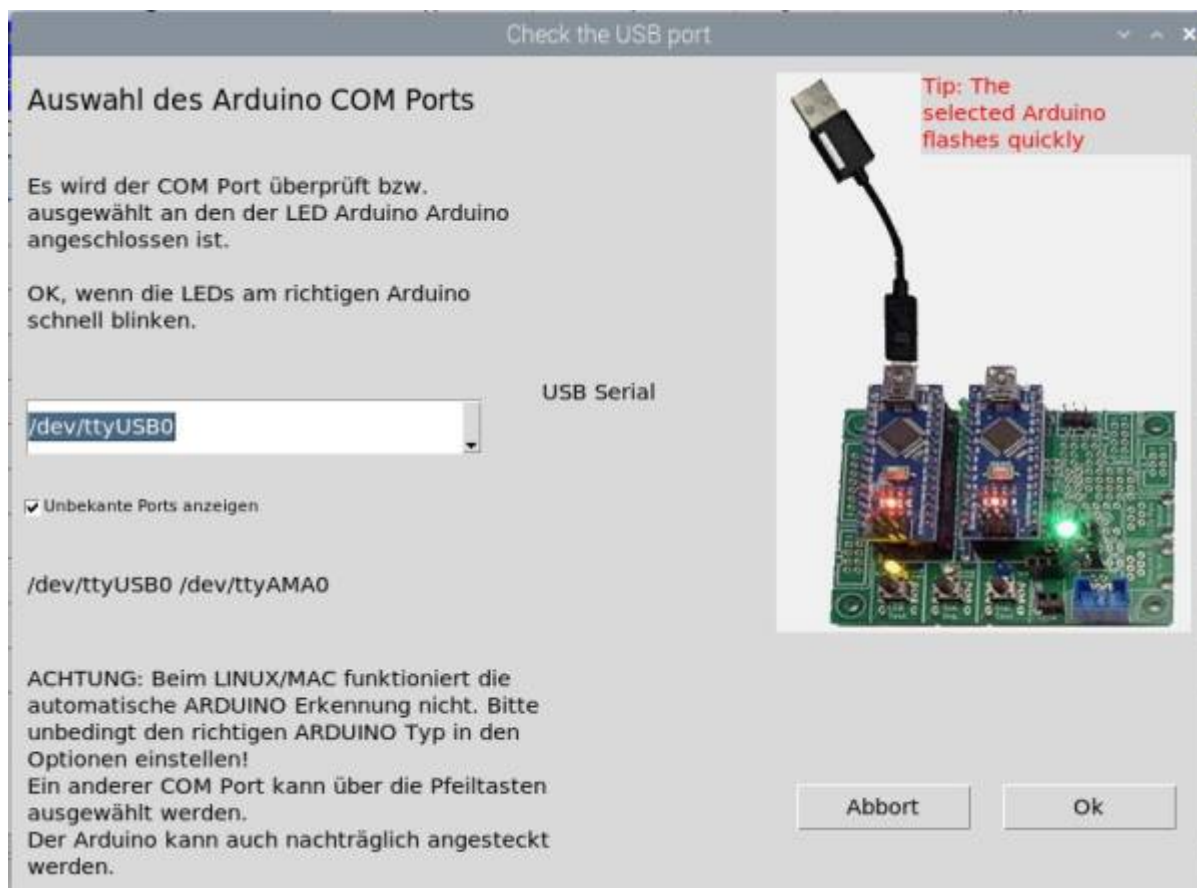 Check the USB port
Auswahl des Arduino COM Ports
Tip: The
selected Arduino
flashes quickly
Es wird der COM Port überprüft bzw.
ausgewählt an den der LED Arduino Arduino
angeschlossen ist.
OK, wenn die LEDs am richtigen Arduino
schnell blinken.
USB Serial
/dev/ttyUSB0
Unbekante Ports anzeigen
/dev/ttyUSB0 /dev/ttyAMA0
ACHTUNG: Beim LINUX/MAC funktioniert die
automatische ARDUINO Erkennung nicht. Bitte
unbedingt den richtigen ARDUINO Typ in den
Optionen einstellen!
Ein anderer COM Port kann über die Pfeiltasten
ausgewählt werden.
Der Arduino kann auch nachträglich angesteckt
werden.
Abbort
Ok